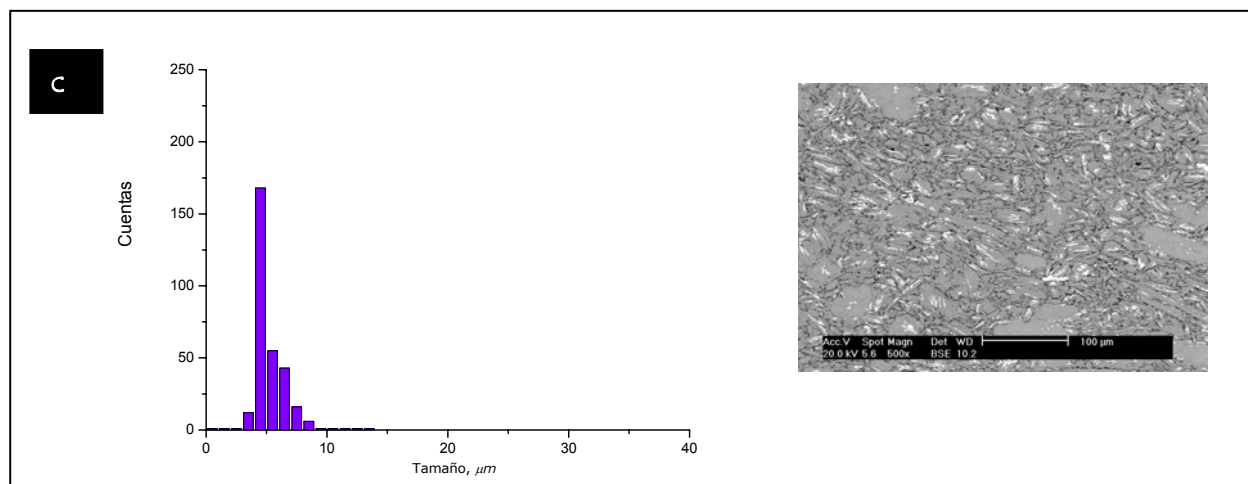 C
250
200
150
100
50
0
Cuentas
0 10 20 30 40
Tamaño, μm
Acc.V Spot Magn Det WD 100 μm
20.0 kV 5.6 500x BSE 10.2